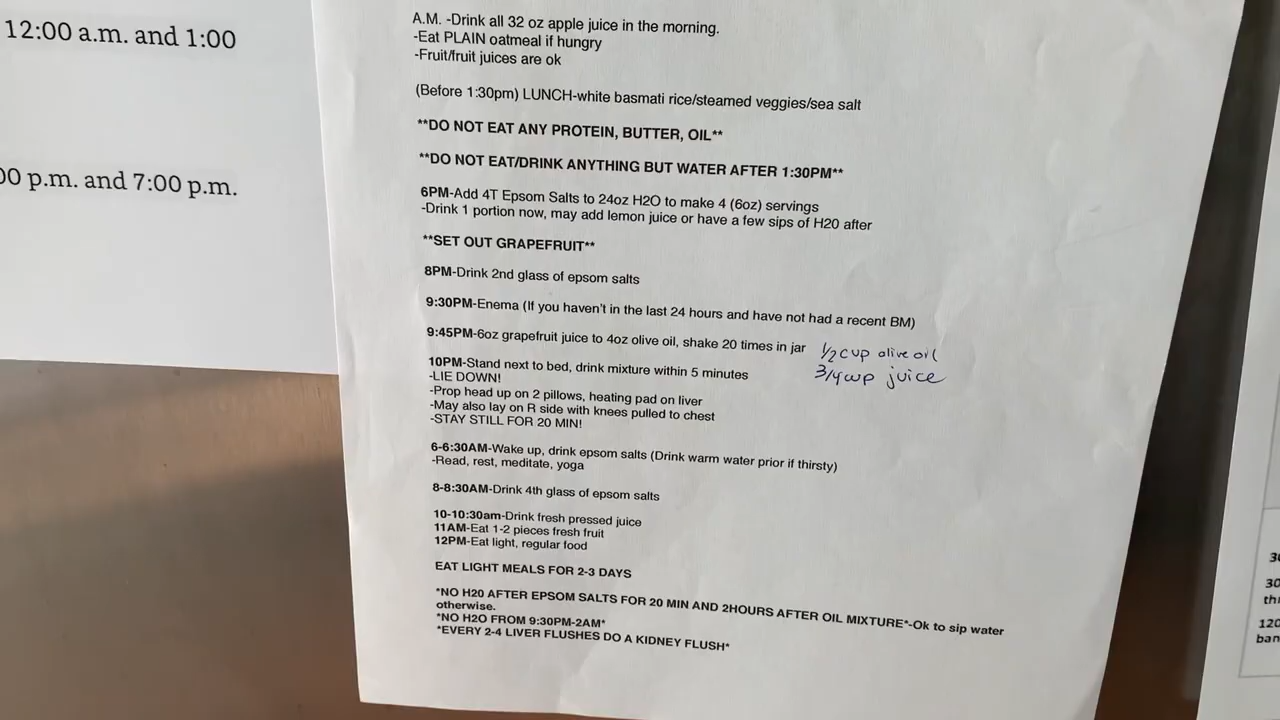 12:00 a.m. and 1:00
00 p.m. and 7:00 p.m.
A.M. -Drink all 32 oz apple juice in the morning.
-Eat PLAIN oatmeal if hungry
-Fruit/fruit juices are ok
(Before 1:30pm) LUNCH-white basmati rice/steamed veggies/sea salt
**DO NOT EAT ANY PROTEIN, BUTTER, OIL**
**DO NOT EAT/DRINK ANYTHING BUT WATER AFTER 1:30PM**
6PM-Add 4T Epsom Salts to 24oz H2O to make 4 (6oz) servings
-Drink 1 portion now, may add lemon juice or have a few sips of H20 after
**SET OUT GRAPEFRUIT**
8PM-Drink 2nd glass of epsom salts
9:30PM-Enema (If you haven't in the last 24 hours and have not had a recent BM)
9:45PM-6oz grapefruit juice to 4oz olive oil, shake 20 times in jar
1/2 cup olive oil
3/4 cup juice
10PM-Stand next to bed, drink mixture within 5 minutes
-LIE DOWN!
-Prop head up on 2 pillows, heating pad on liver
-May also lay on R side with knees pulled to chest
-STAY STILL FOR 20 MIN!
6-6:30AM-Wake up, drink epsom salts (Drink warm water prior if thirsty)
-Read, rest, meditate, yoga
8-8:30AM-Drink 4th glass of epsom salts
10-10:30am-Drink fresh pressed juice
11AM-Eat 1-2 pieces fresh fruit
12PM-Eat light, regular food
EAT LIGHT MEALS FOR 2-3 DAYS
*NO H20 AFTER EPSOM SALTS FOR 20 MIN AND 2HOURS AFTER OIL MIXTURE*-Ok to sip water
otherwise.
*NO H2O FROM 9:30PM-2AM*
*EVERY 2-4 LIVER FLUSHES DO A KIDNEY FLUSH*
30
120